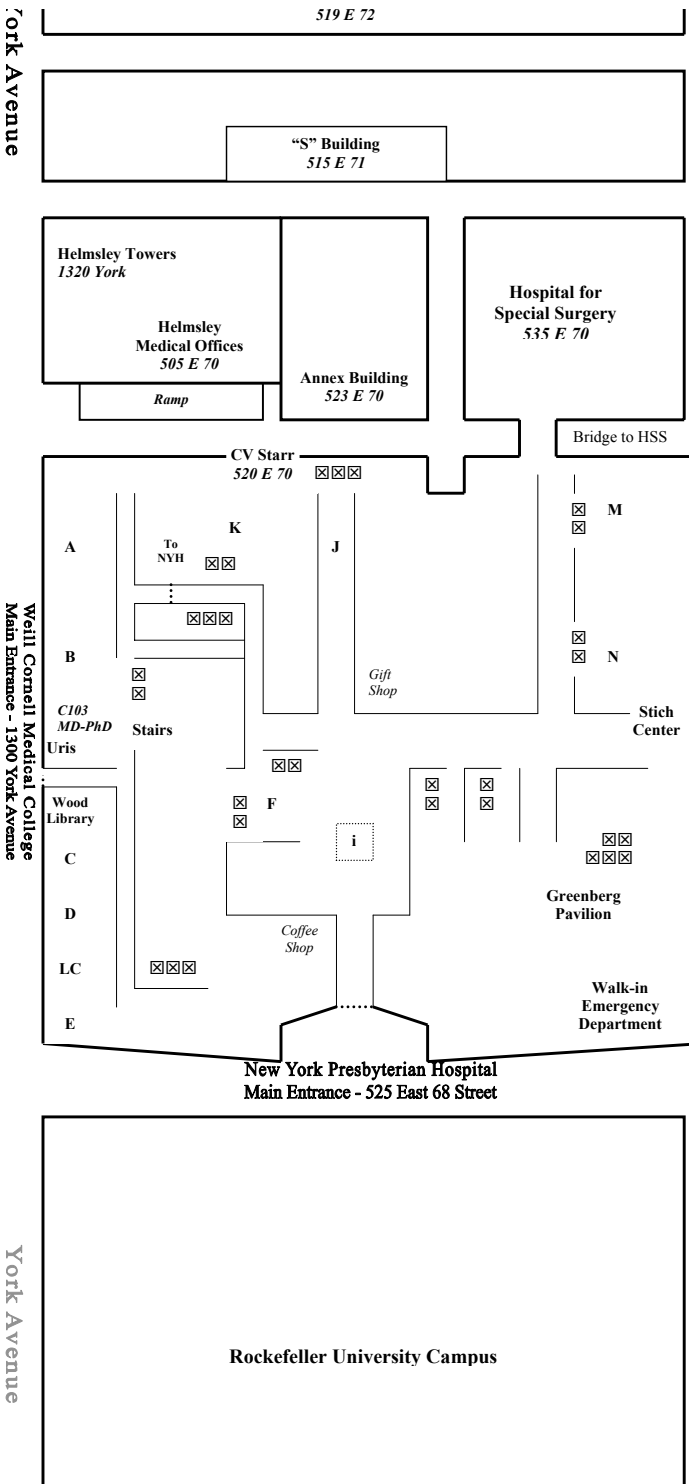 519 E 72
York Avenue
“S” Building
515 E 71
Helmsley Towers
1320 York
Helmsley
Medical Offices
505 E 70
Ramp
Annex Building
523 E 70
Hospital for
Special Surgery
535 E 70
Bridge to HSS
CV Starr
520 E 70
A
K
To
NYH
J
M
B
N
Gift
Shop
C103
MD-PhD
Stairs
Uris
Stich
Center
Weill Cornell Medical College
Main Entrance - 1300 York Avenue
Wood
Library
F
i
C
D
Greenberg
Pavilion
Coffee
Shop
LC
Walk-in
Emergency
Department
E
New York Presbyterian Hospital
Main Entrance - 525 East 68 Street
York Avenue
Rockefeller University Campus